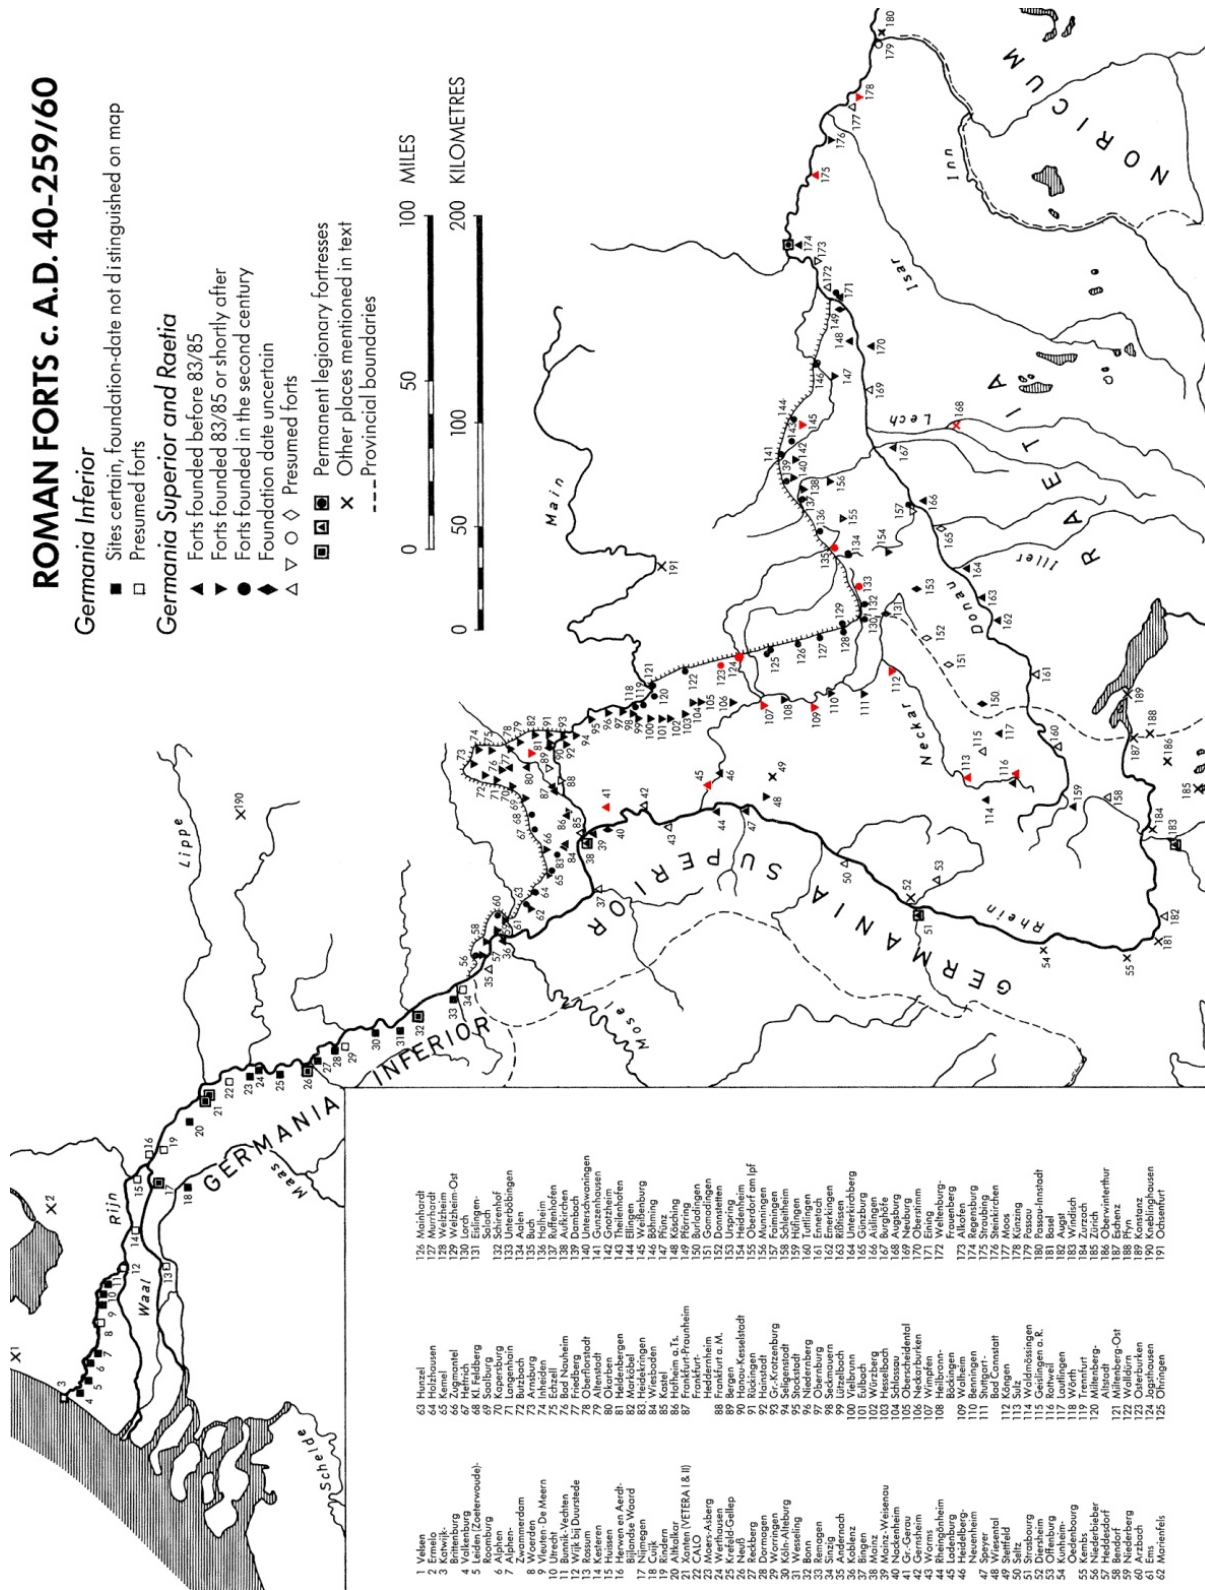 ROMAN FORTS c. A.D. 40-259/60
Germania Inferior
Sites certain, foundation-date not distinguished on map
Presumed forts
Germania Superior and Raetia
Forts founded before 83/85
Forts founded 83/85 or shortly after
Forts founded in the second century
Foundation date uncertain
Presumed forts
Permanent legionary fortresses
Other places mentioned in text
Provincial boundaries
0 50 100 MILES
0 50 100 200 KILOMETRES
Rijn
Waal
Maas
Schelde
Lippe
Main
Mosel
Rhein
Neckar
Donau
Iller
Lech
Isar
Inn
GERMANIA INFERIOR
GERMANIA SUPERIOR
RAETIA
NORICUM
1 Velsen
2 Ermelo
3 Katwijk-
Brittenburg
4 Valkenburg
5 Leiden (Zoeterwoude)-
Roomburg
6 Alphen
7 Alphen-
Zwammerdam
8 Woerden
9 Vleuten-De Meern
10 Utrecht
11 Bunnik-Vechten
12 Wijk bij Duurstede
13 Rossum
14 Kesteren
15 Huissen
16 Herwen en Aerdt-
Bijlandse Waard
17 Nijmegen
18 Cuijk
19 Rindern
20 Altkalkar
21 Xanten (VETERA I & II)
22 CALO
23 Moers-Asberg
24 Werthausen
25 Krefeld-Gellep
26 Neuß
27 Reckberg
28 Dormagen
29 Worringen
30 Köln-Alteburg
31 Wesseling
32 Bonn
33 Remagen
34 Sinzig
35 Andernach
36 Koblenz
37 Bingen
38 Mainz
39 Mainz-Weisenau
40 Nackenheim
41 Gr.-Gerau
42 Gernsheim
43 Worms
44 Rheingönheim
45 Ladenburg
46 Heidelberg-
Neuenheim
47 Speyer
48 Wiesental
49 Stettfeld
50 Seltz
51 Strasbourg
52 Diersheim
53 Offenburg
54 Kunheim-
Oedenbourg
55 Kembs
56 Niederbieber
57 Heddesdorf
58 Bendorf
59 Niederberg
60 Arzbach
61 Ems
62 Marienfels
63 Hunzel
64 Holzhausen
65 Kemel
66 Zugmantel
67 Heftrich
68 Kl. Feldberg
69 Saalburg
70 Kapersburg
71 Langenhain
72 Butzbach
73 Arnsburg
74 Inheiden
75 Echzell
76 Bad Nauheim
77 Friedberg
78 Oberflorstadt
79 Altenstadt
80 Okarben
81 Heldenbergen
82 Marköbel
83 Heidekringen
84 Wiesbaden
85 Kastel
86 Hofheim a. Ts.
87 Frankfurt-Praunheim
Frankfurt-
Heddernheim
88 Frankfurt a. M.
89 Bergen
90 Hanau-Kesselstadt
91 Rückingen
92 Hainstadt
93 Gr.-Krotzenburg
94 Seligenstadt
95 Stockstadt
96 Niedernberg
97 Obernburg
98 Seckmauern
99 Lützelbach
100 Vielbrunn
101 Eulbach
102 Würzberg
103 Hesselbach
104 Schlossau
105 Oberscheidental
106 Neckarburken
107 Wimpfen
108 Heilbronn-
Böckingen
109 Walheim
110 Benningen
111 Stuttgart-
Bad Cannstatt
112 Köngen
113 Sulz
114 Waldmössingen
115 Geislingen a. R.
116 Rottweil
117 Lautlingen
118 Wörth
119 Trennfurt
120 Miltenberg-
Altstadt
121 Miltenberg-Ost
122 Walldürn
123 Osterburken
124 Jagsthausen
125 Öhringen
126 Mainhardt
127 Murrhardt
128 Welzheim
129 Welzheim-Ost
130 Lorch
131 Eislingen-
Salach
132 Schirenhof
133 Unterböbingen
134 Aalen
135 Buch
136 Halheim
137 Ruffenhofen
138 Aufkirchen
139 Dambach
140 Unterschwaningen
141 Gunzenhausen
142 Gnotzheim
143 Theilenhofen
144 Ellingen
145 Weißenburg
146 Böhming
147 Pfünz
148 Kösching
149 Pförring
150 Burladingen
151 Gomadingen
152 Donnstetten
153 Urspring
154 Heidenheim
155 Oberdorf am Ipf
156 Munningen
157 Faimingen
158 Schleitheim
159 Hüfingen
160 Tuttlingen
161 Ennetach
162 Emerkingen
163 Rißtissen
164 Unterkirchberg
165 Günzburg
166 Aislingen
167 Burghöfe
168 Augsburg
169 Neuburg
170 Oberstimm
171 Eining
172 Weltenburg-
Frauenberg
173 Alkofen
174 Regensburg
175 Straubing
176 Steinkirchen
177 Moos
178 Künzing
179 Passau
180 Passau-Innstadt
181 Basel
182 Augst
183 Windisch
184 Zurzach
185 Zürich
186 Oberwinterthur
187 Eschenz
188 Pfyn
189 Konstanz
190 Kneblinghausen
191 Ochsenfurt